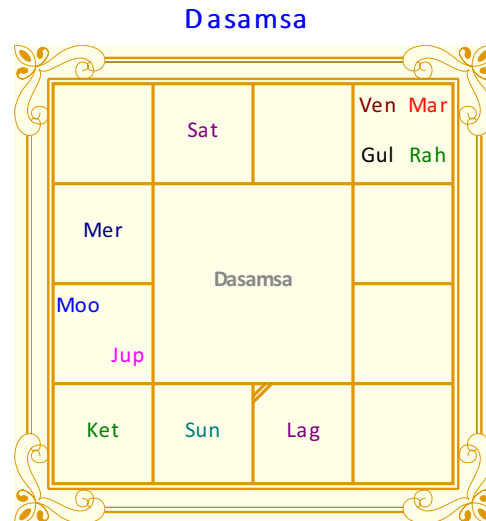 Dasamsa
Ven Mar
Sat
Gul Rah
Mer
Dasamsa
Moo
Jup
Ket Sun Lag